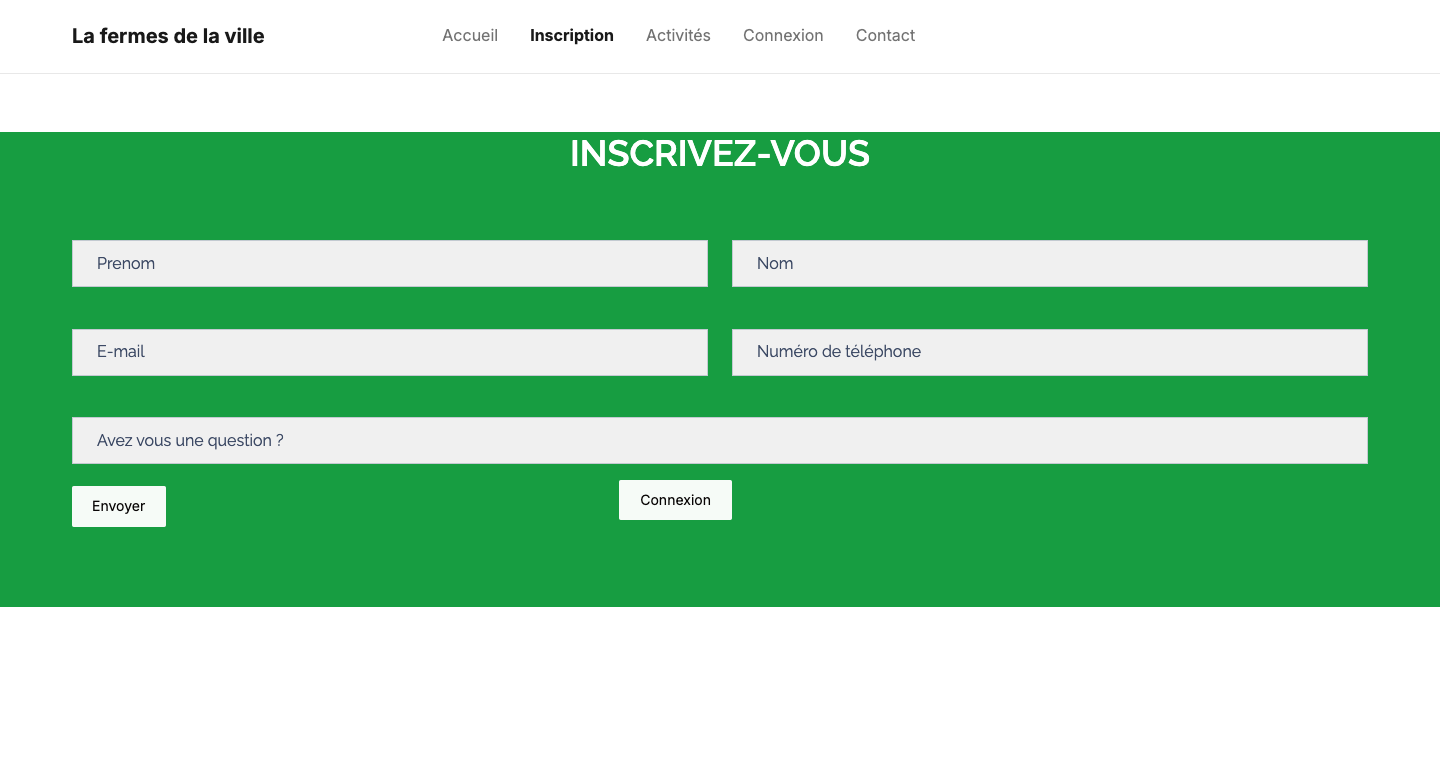 La fermes de la ville
Accueil Inscription Activités Connexion Contact
INSCRIVEZ-VOUS
Prenom Nom
E-mail Numéro de téléphone
Avez vous une question ?
Envoyer Connexion